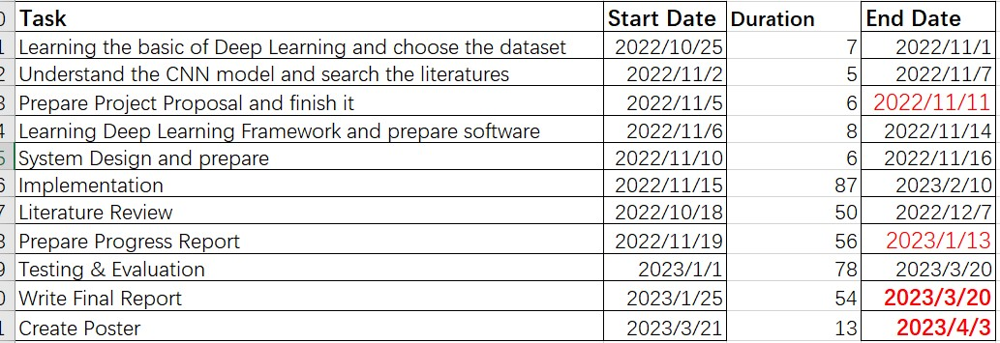 Task Start Date Duration End Date
1 Learning the basic of Deep Learning and choose the dataset 2022/10/25 7 2022/11/1
2 Understand the CNN model and search the literatures 2022/11/2 5 2022/11/7
3 Prepare Project Proposal and finish it 2022/11/5 6 2022/11/11
4 Learning Deep Learning Framework and prepare software 2022/11/6 8 2022/11/14
5 System Design and prepare 2022/11/10 6 2022/11/16
6 Implementation 2022/11/15 87 2023/2/10
7 Literature Review 2022/10/18 50 2022/12/7
8 Prepare Progress Report 2022/11/19 56 2023/1/13
9 Testing & Evaluation 2023/1/1 78 2023/3/20
0 Write Final Report 2023/1/25 54 2023/3/20
1 Create Poster 2023/3/21 13 2023/4/3